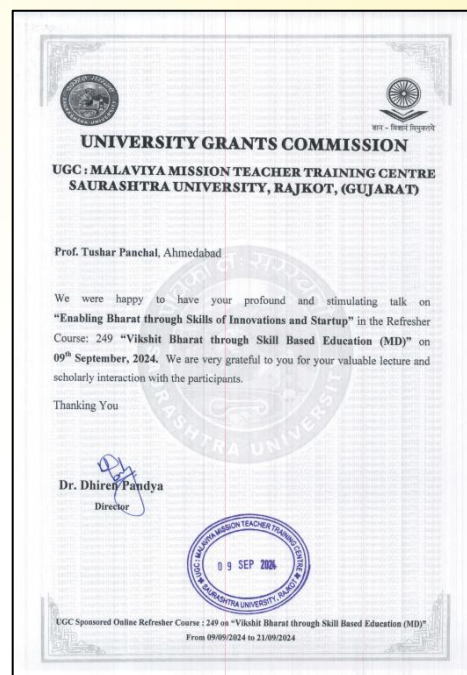 ज्ञान - विज्ञानं विमुक्तये
UNIVERSITY GRANTS COMMISSION
UGC : MALAVIYA MISSION TEACHER TRAINING CENTRE
SAURASHTRA UNIVERSITY, RAJKOT, (GUJARAT)
Prof. Tushar Panchal, Ahmedabad
We were happy to have your profound and stimulating talk on
“Enabling Bharat through Skills of Innovations and Startup” in the Refresher
Course: 249 “Vikshit Bharat through Skill Based Education (MD)” on
09th September, 2024. We are very grateful to you for your valuable lecture and
scholarly interaction with the participants.
Thanking You
Dr. Dhiren Pandya
Director
UGC: MALAVIYA MISSION TEACHER TRAINING CENTRE
09 SEP 2024
SAURASHTRA UNIVERSITY, RAJKOT
UGC Sponsored Online Refresher Course : 249 on “Vikshit Bharat through Skill Based Education (MD)”
From 09/09/2024 to 21/09/2024